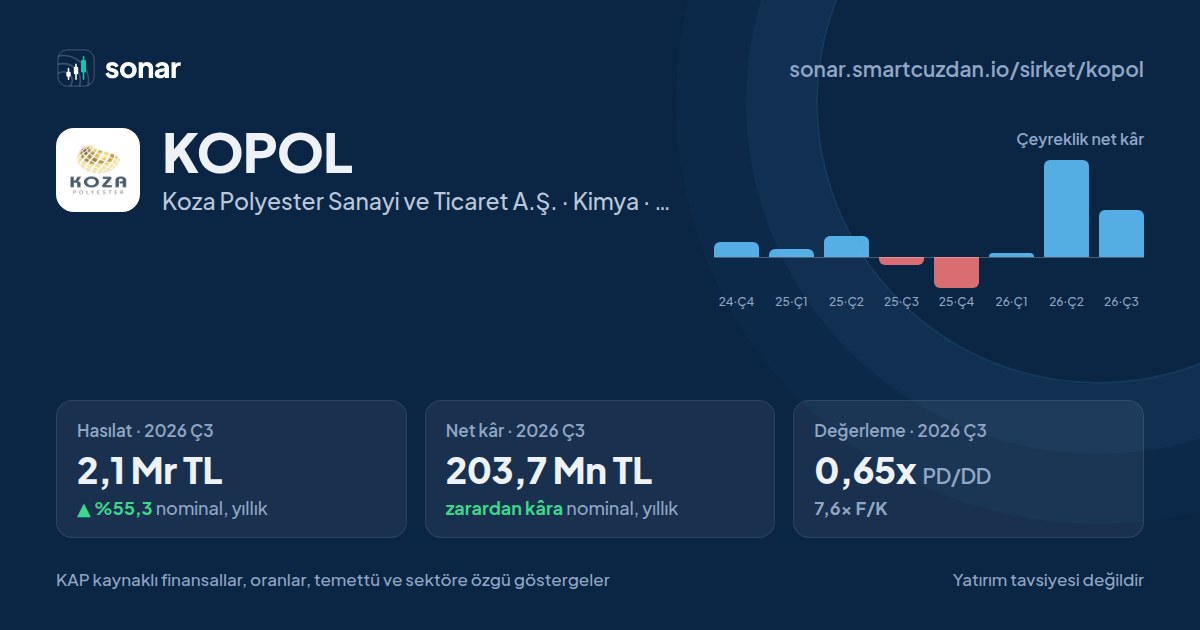 sonar
sonar.smartcuzdan.io/sirket/kopol
KOZA
POLYESTER
KOPOL
Koza Polyester Sanayi ve Ticaret A.Ş. · Kimya · ...
Çeyreklik net kâr
24·Ç4 25·Ç1 25·Ç2 25·Ç3 25·Ç4 26·Ç1 26·Ç2 26·Ç3
Hasılat · 2026 Ç3
2,1 Mr TL
▲ %55,3 nominal, yıllık
Net kâr · 2026 Ç3
203,7 Mn TL
zarardan kâra nominal, yıllık
Değerleme · 2026 Ç3
0,65x PD/DD
7,6x F/K
KAP kaynaklı finansallar, oranlar, temettü ve sektöre özgü göstergeler
Yatırım tavsiyesi değildir